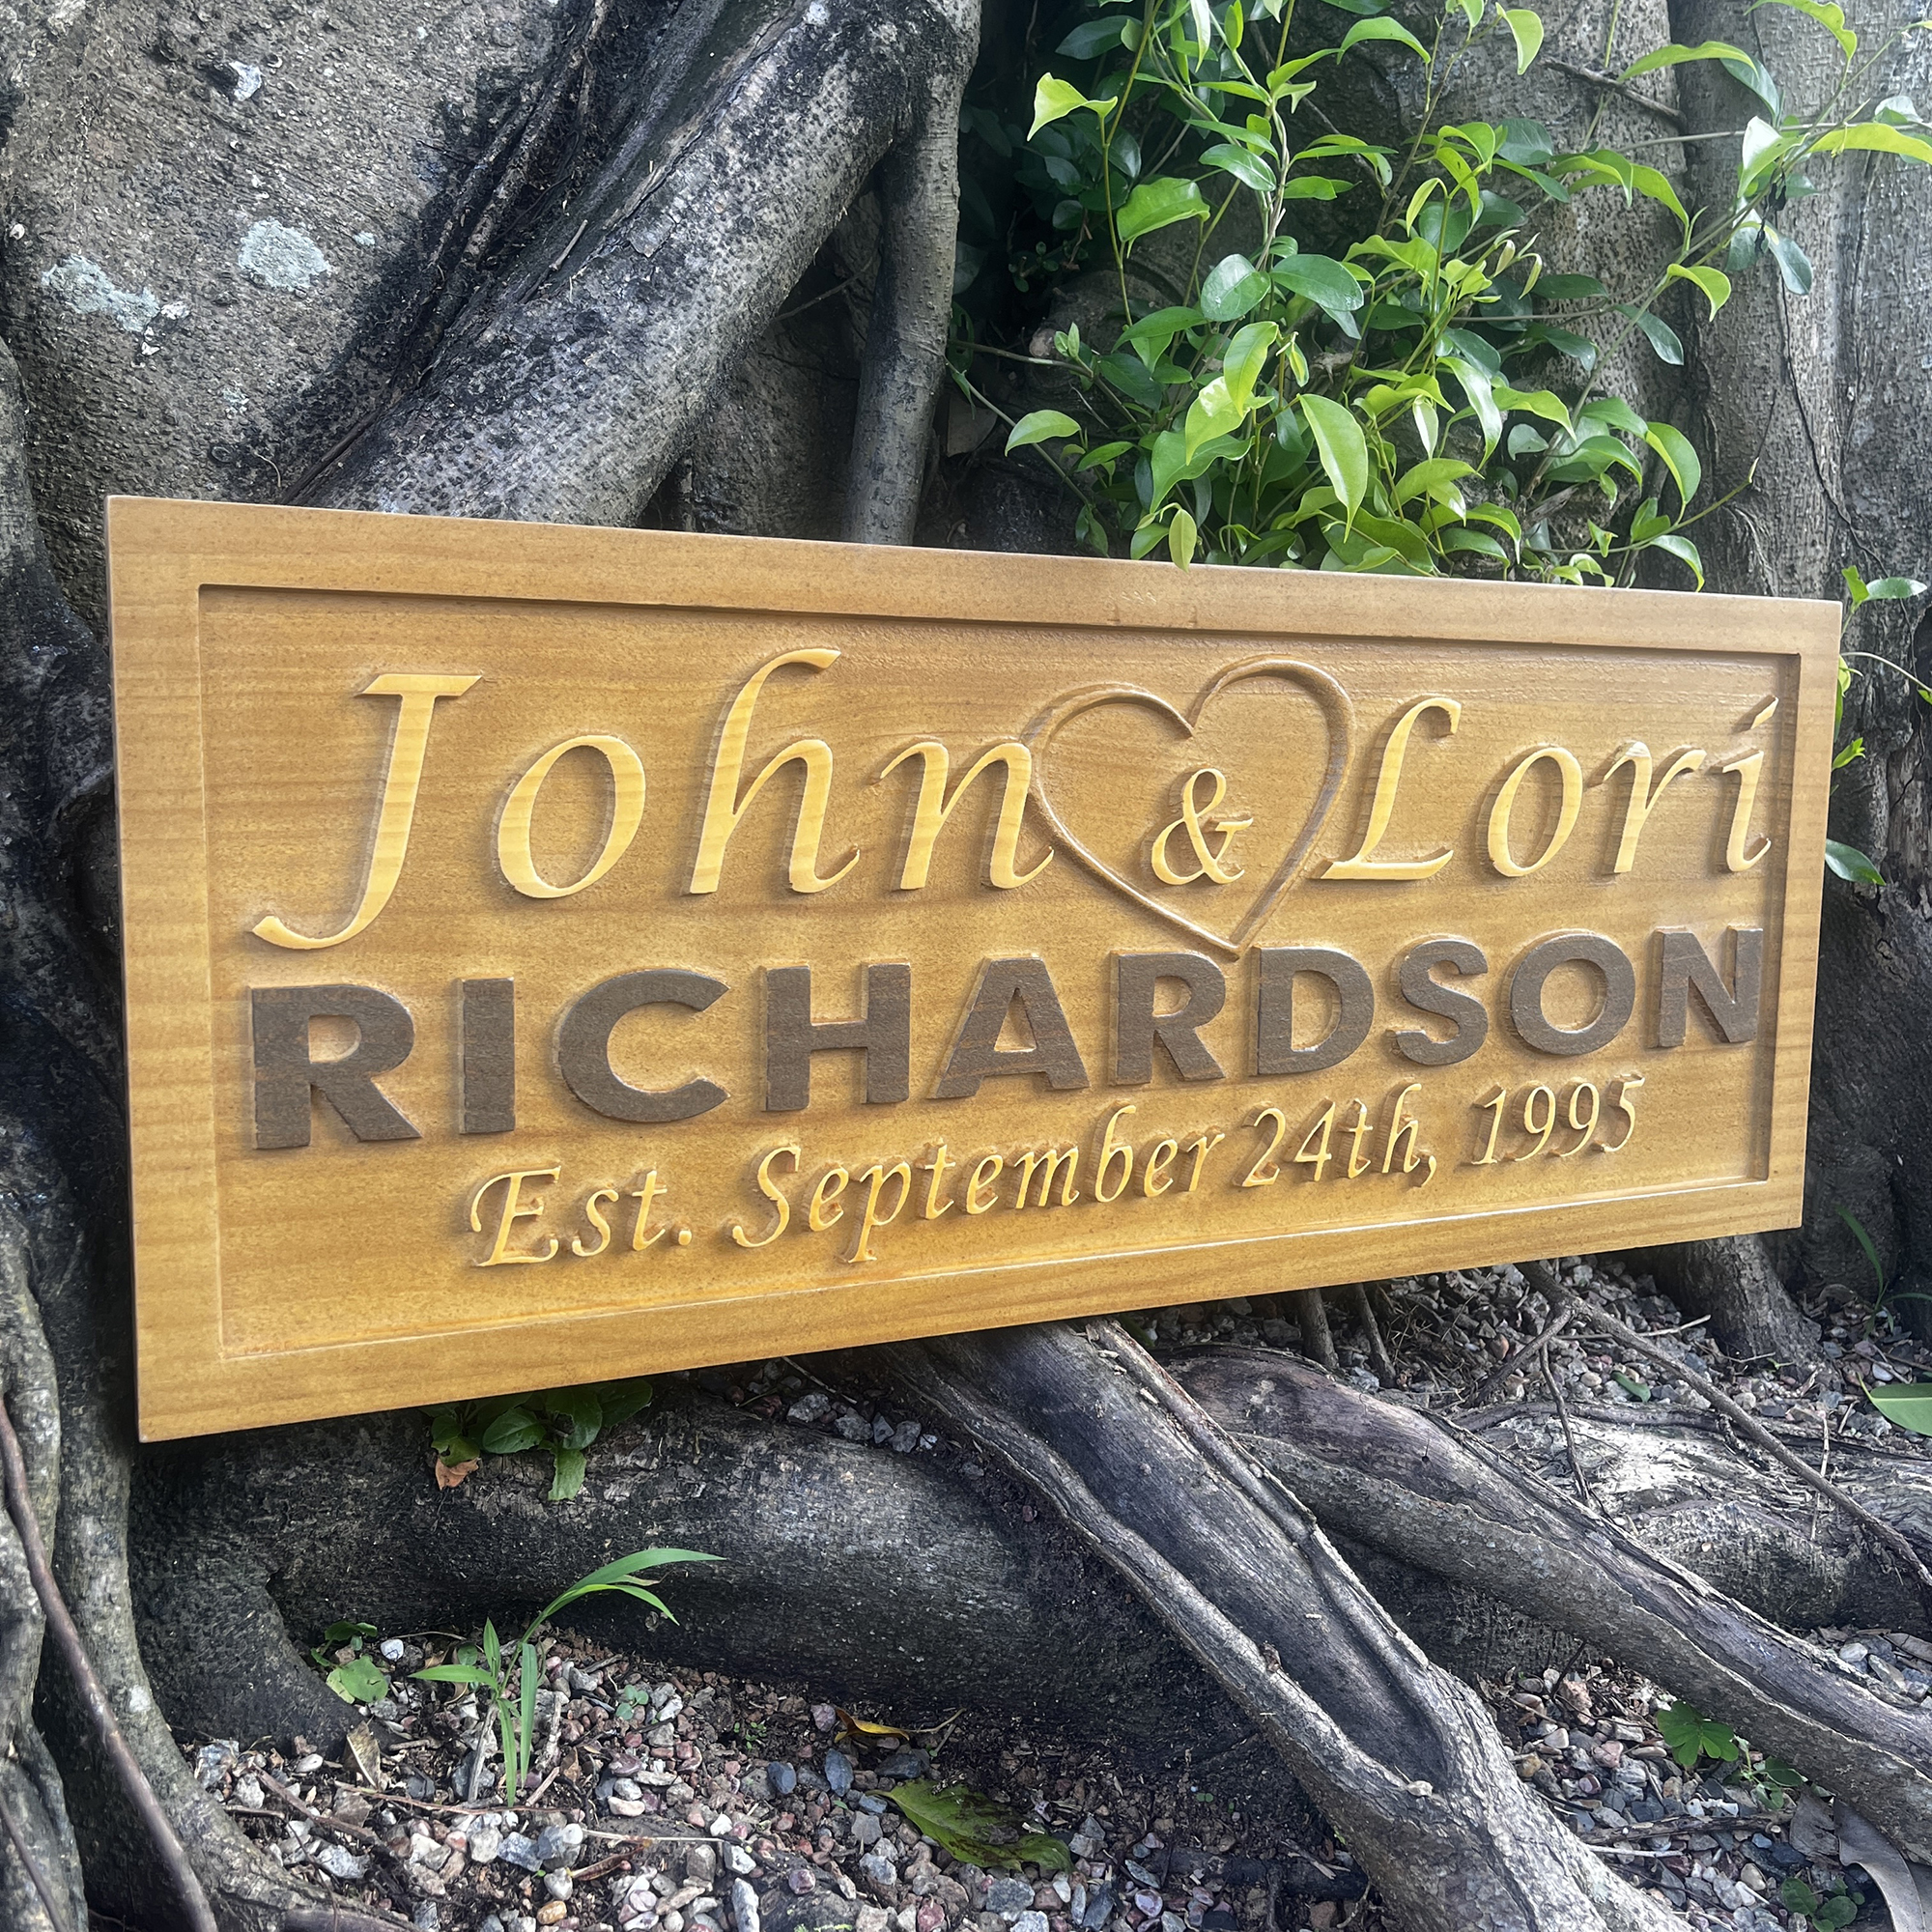 John & Lori
RICHARDSON
Est. September 24th, 1995